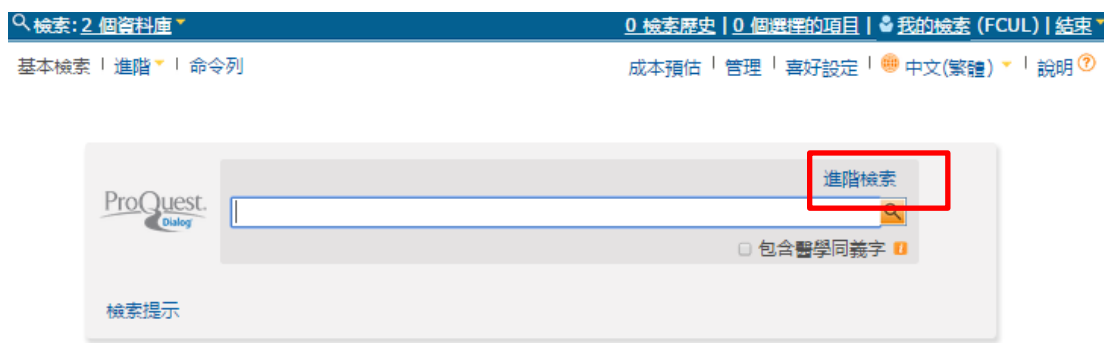 檢索: 2 個資料庫 0 檢索歷史 | 0 個選擇的項目 | 我的檢索 (FCUL) | 結束
基本檢索 | 進階 | 命令列 成本預估 | 管理 | 喜好設定 | 中文(繁體) | 說明 ?
進階檢索
ProQuest.
Dialog
包含醫學同義字 i
檢索提示